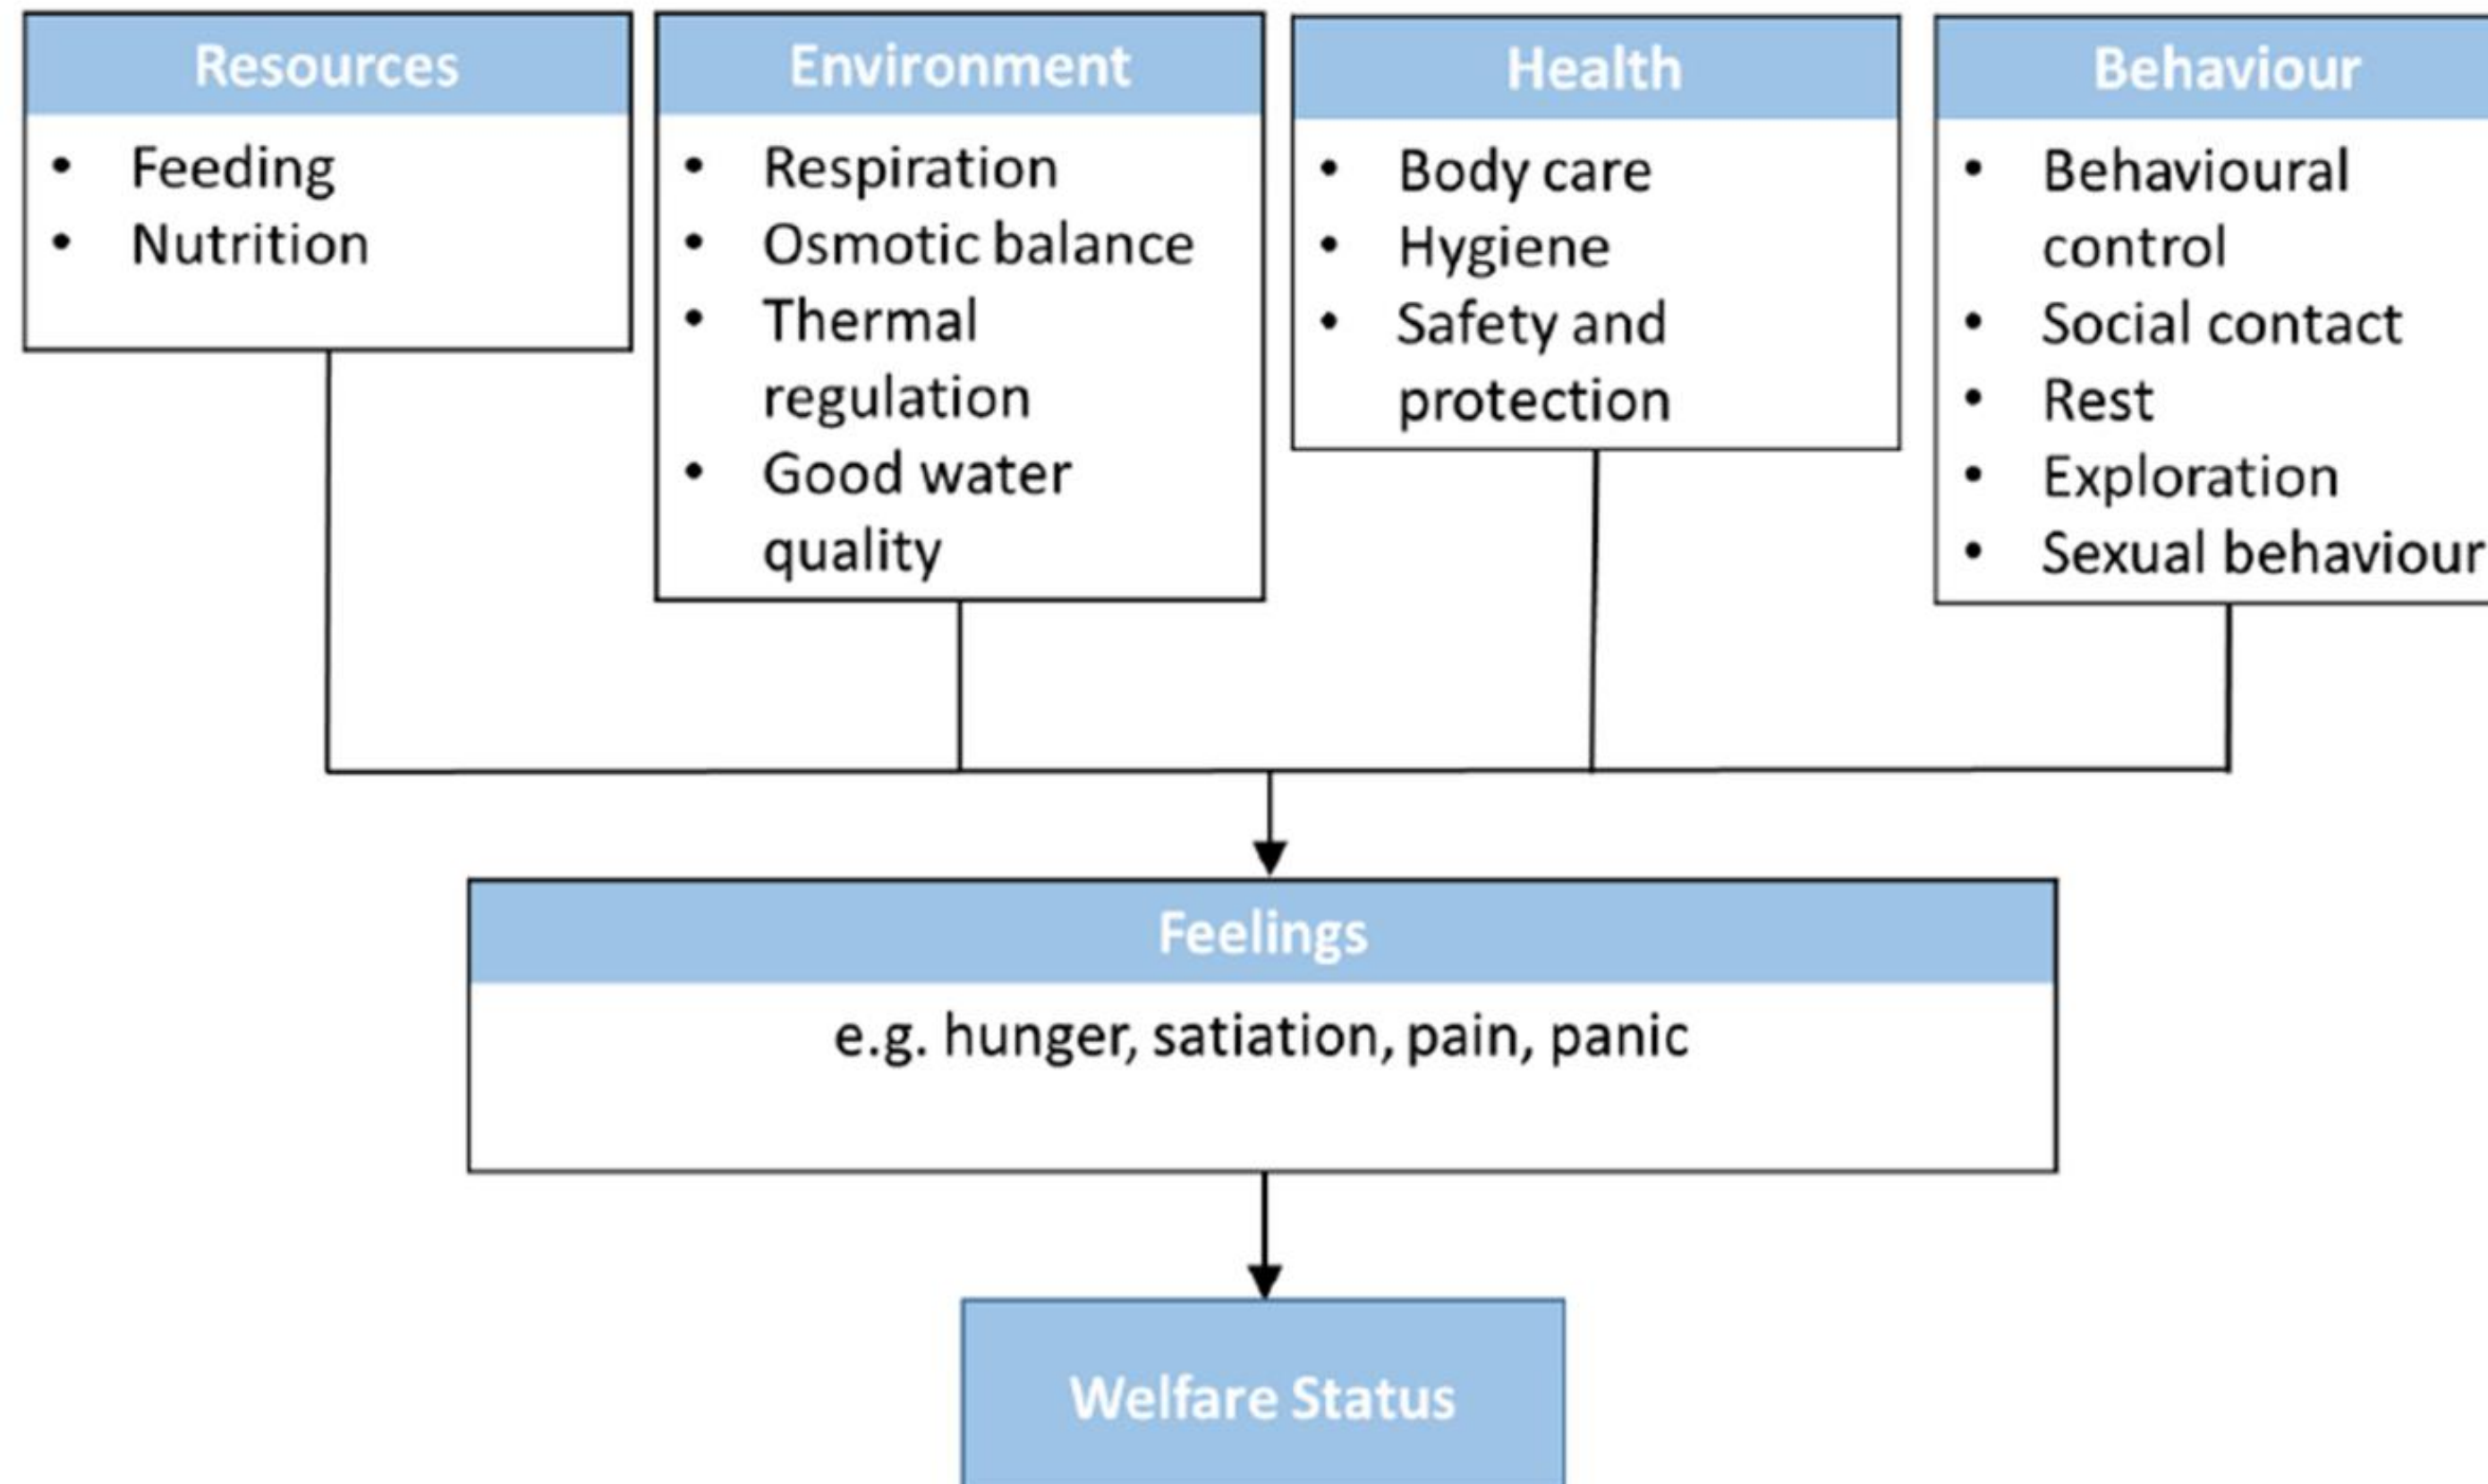 Resources
• Feeding
• Nutrition
Environment
• Respiration
• Osmotic balance
• Thermal
regulation
• Good water
quality
Health
• Body care
• Hygiene
• Safety and
protection
Behaviour
• Behavioural
control
• Social contact
• Rest
• Exploration
• Sexual behaviour
Feelings
e.g. hunger, satiation, pain, panic
Welfare Status